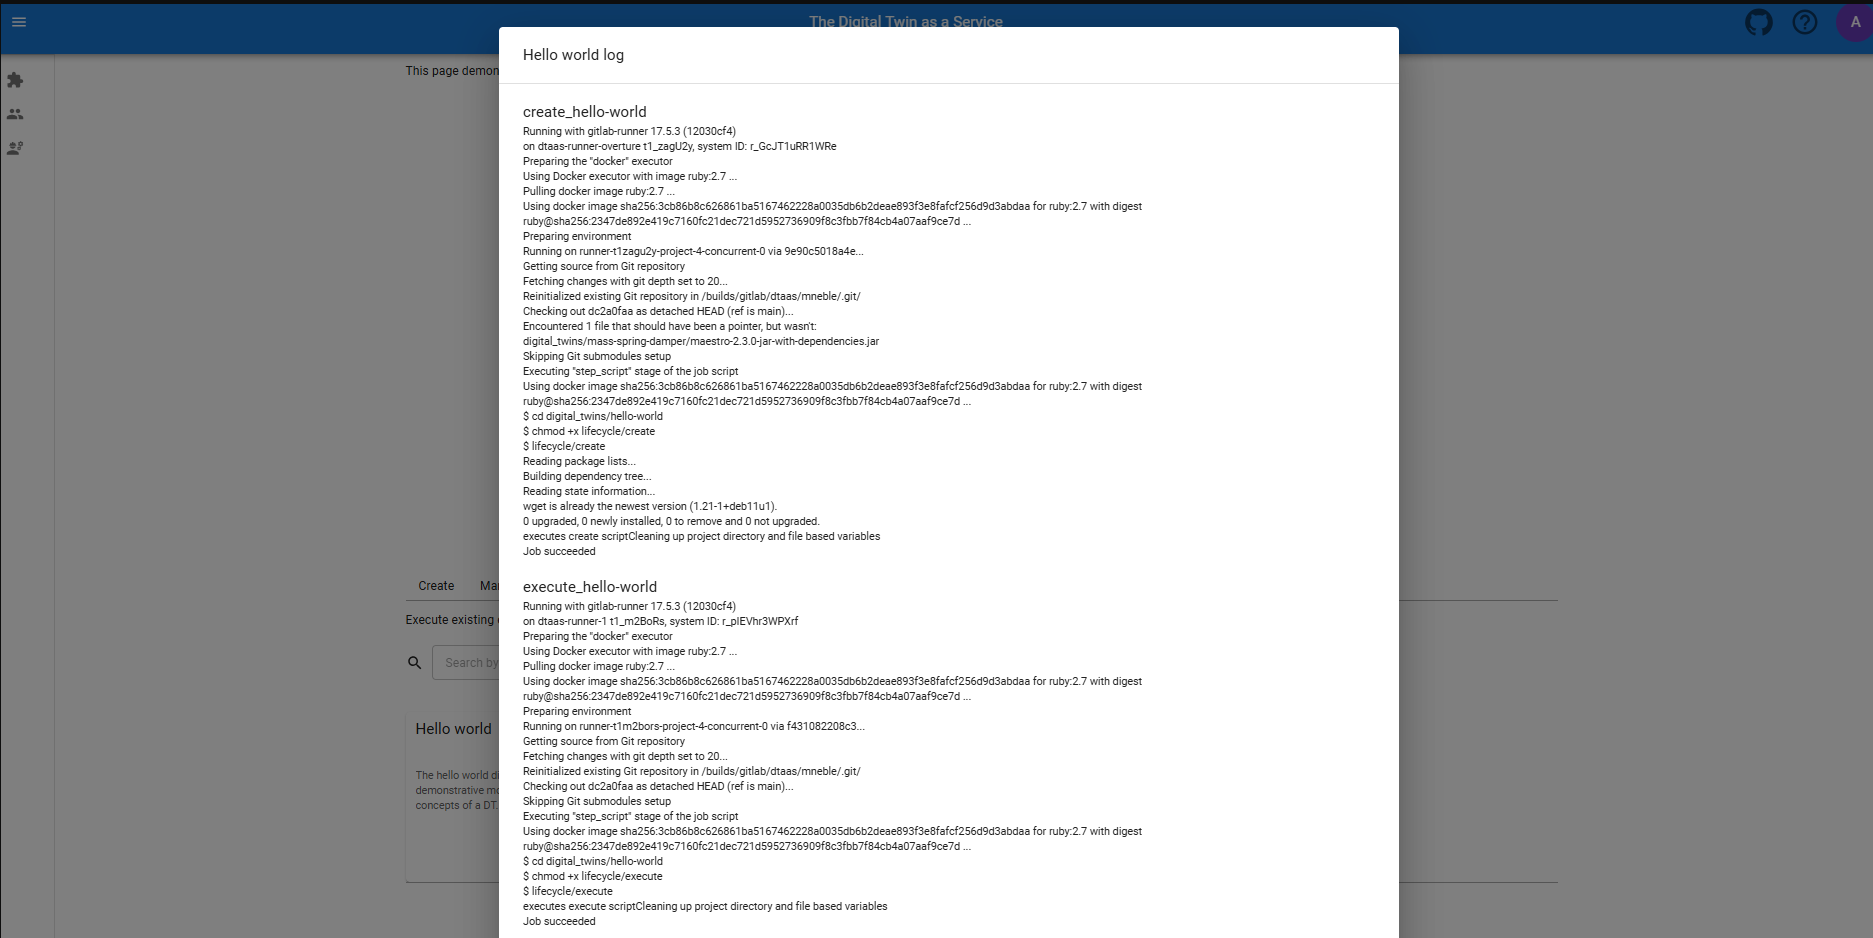 The Digital Twin as a Service
A
This page demon
Hello world log
create_hello-world
Running with gitlab-runner 17.5.3 (12030cf4)
on dtaas-runner-overture t1_zagU2y, system ID: r_GcJT1uRR1WRe
Preparing the "docker" executor
Using Docker executor with image ruby:2.7 ...
Pulling docker image ruby:2.7 ...
Using docker image sha256:3cb86b8c626861ba5167462228a0035db6b2deae893f3e8fafcf256d9d3abdaa for ruby:2.7 with digest
ruby@sha256:2347de892e419c7160fc21dec721d5952736909f8c3fbb7f84cb4a07aaf9ce7d ...
Preparing environment
Running on runner-t1zagu2y-project-4-concurrent-0 via 9e90c5018a4e...
Getting source from Git repository
Fetching changes with git depth set to 20...
Reinitialized existing Git repository in /builds/gitlab/dtaas/mneble/.git/
Checking out dc2a0faa as detached HEAD (ref is main)...
Encountered 1 file that should have been a pointer, but wasn't:
digital_twins/mass-spring-damper/maestro-2.3.0-jar-with-dependencies.jar
Skipping Git submodules setup
Executing "step_script" stage of the job script
Using docker image sha256:3cb86b8c626861ba5167462228a0035db6b2deae893f3e8fafcf256d9d3abdaa for ruby:2.7 with digest
ruby@sha256:2347de892e419c7160fc21dec721d5952736909f8c3fbb7f84cb4a07aaf9ce7d ...
$ cd digital_twins/hello-world
$ chmod +x lifecycle/create
$ lifecycle/create
Reading package lists...
Building dependency tree...
Reading state information...
wget is already the newest version (1.21-1+deb11u1).
0 upgraded, 0 newly installed, 0 to remove and 0 not upgraded.
executes create scriptCleaning up project directory and file based variables
Job succeeded
execute_hello-world
Running with gitlab-runner 17.5.3 (12030cf4)
on dtaas-runner-1 t1_m2BoRs, system ID: r_pIEVhr3WPXrf
Preparing the "docker" executor
Using Docker executor with image ruby:2.7 ...
Pulling docker image ruby:2.7 ...
Using docker image sha256:3cb86b8c626861ba5167462228a0035db6b2deae893f3e8fafcf256d9d3abdaa for ruby:2.7 with digest
ruby@sha256:2347de892e419c7160fc21dec721d5952736909f8c3fbb7f84cb4a07aaf9ce7d ...
Preparing environment
Running on runner-t1m2bors-project-4-concurrent-0 via f431082208c3...
Getting source from Git repository
Fetching changes with git depth set to 20...
Reinitialized existing Git repository in /builds/gitlab/dtaas/mneble/.git/
Checking out dc2a0faa as detached HEAD (ref is main)...
Skipping Git submodules setup
Executing "step_script" stage of the job script
Using docker image sha256:3cb86b8c626861ba5167462228a0035db6b2deae893f3e8fafcf256d9d3abdaa for ruby:2.7 with digest
ruby@sha256:2347de892e419c7160fc21dec721d5952736909f8c3fbb7f84cb4a07aaf9ce7d ...
$ cd digital_twins/hello-world
$ chmod +x lifecycle/execute
$ lifecycle/execute
executes execute scriptCleaning up project directory and file based variables
Job succeeded
Create Ma
Execute existing
Search by
Hello world
The hello world di
demonstrative mo
concepts of a DT.